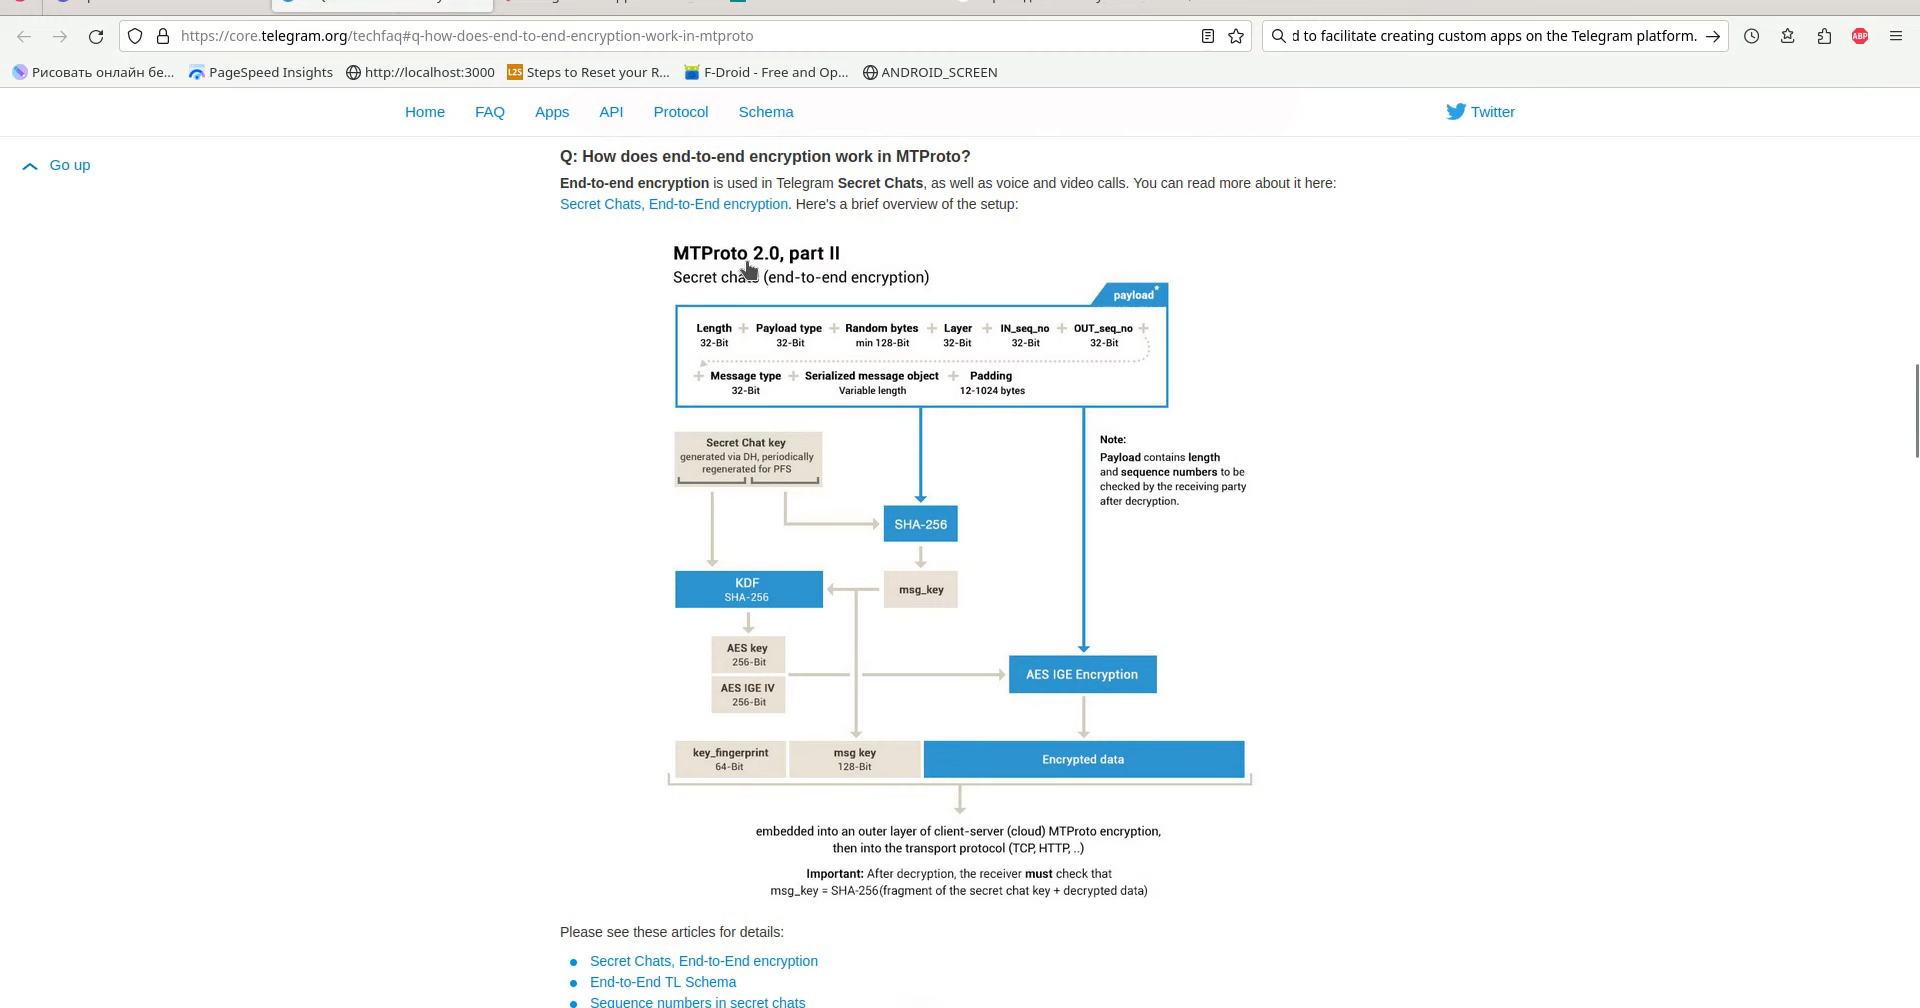 https://core.telegram.org/techfaq#q-how-does-end-to-end-encryption-work-in-mtproto
d to facilitate creating custom apps on the Telegram platform.
ABP
Рисовать онлайн бе...
PageSpeed Insights
http://localhost:3000
Steps to Reset your R...
F-Droid - Free and Op...
ANDROID_SCREEN
Home FAQ Apps API Protocol Schema
Twitter
Go up
Q: How does end-to-end encryption work in MTProto?
End-to-end encryption is used in Telegram Secret Chats, as well as voice and video calls. You can read more about it here:
Secret Chats, End-to-End encryption. Here's a brief overview of the setup:
MTProto 2.0, part II
Secret chats (end-to-end encryption)
payload*
Length + Payload type + Random bytes + Layer + IN_seq_no + OUT_seq_no +
32-Bit 32-Bit min 128-Bit 32-Bit 32-Bit 32-Bit
+ Message type + Serialized message object + Padding
32-Bit Variable length 12-1024 bytes
Secret Chat key
generated via DH, periodically
regenerated for PFS
Note:
Payload contains length
and sequence numbers to be
checked by the receiving party
after decryption.
SHA-256
KDF
SHA-256
msg_key
AES key
256-Bit
AES IGE IV
256-Bit
AES IGE Encryption
key_fingerprint
64-Bit
msg key
128-Bit
Encrypted data
embedded into an outer layer of client-server (cloud) MTProto encryption,
then into the transport protocol (TCP, HTTP, ..)
Important: After decryption, the receiver must check that
msg_key = SHA-256(fragment of the secret chat key + decrypted data)
Please see these articles for details:
Secret Chats, End-to-End encryption
End-to-End TL Schema
Sequence numbers in secret chats